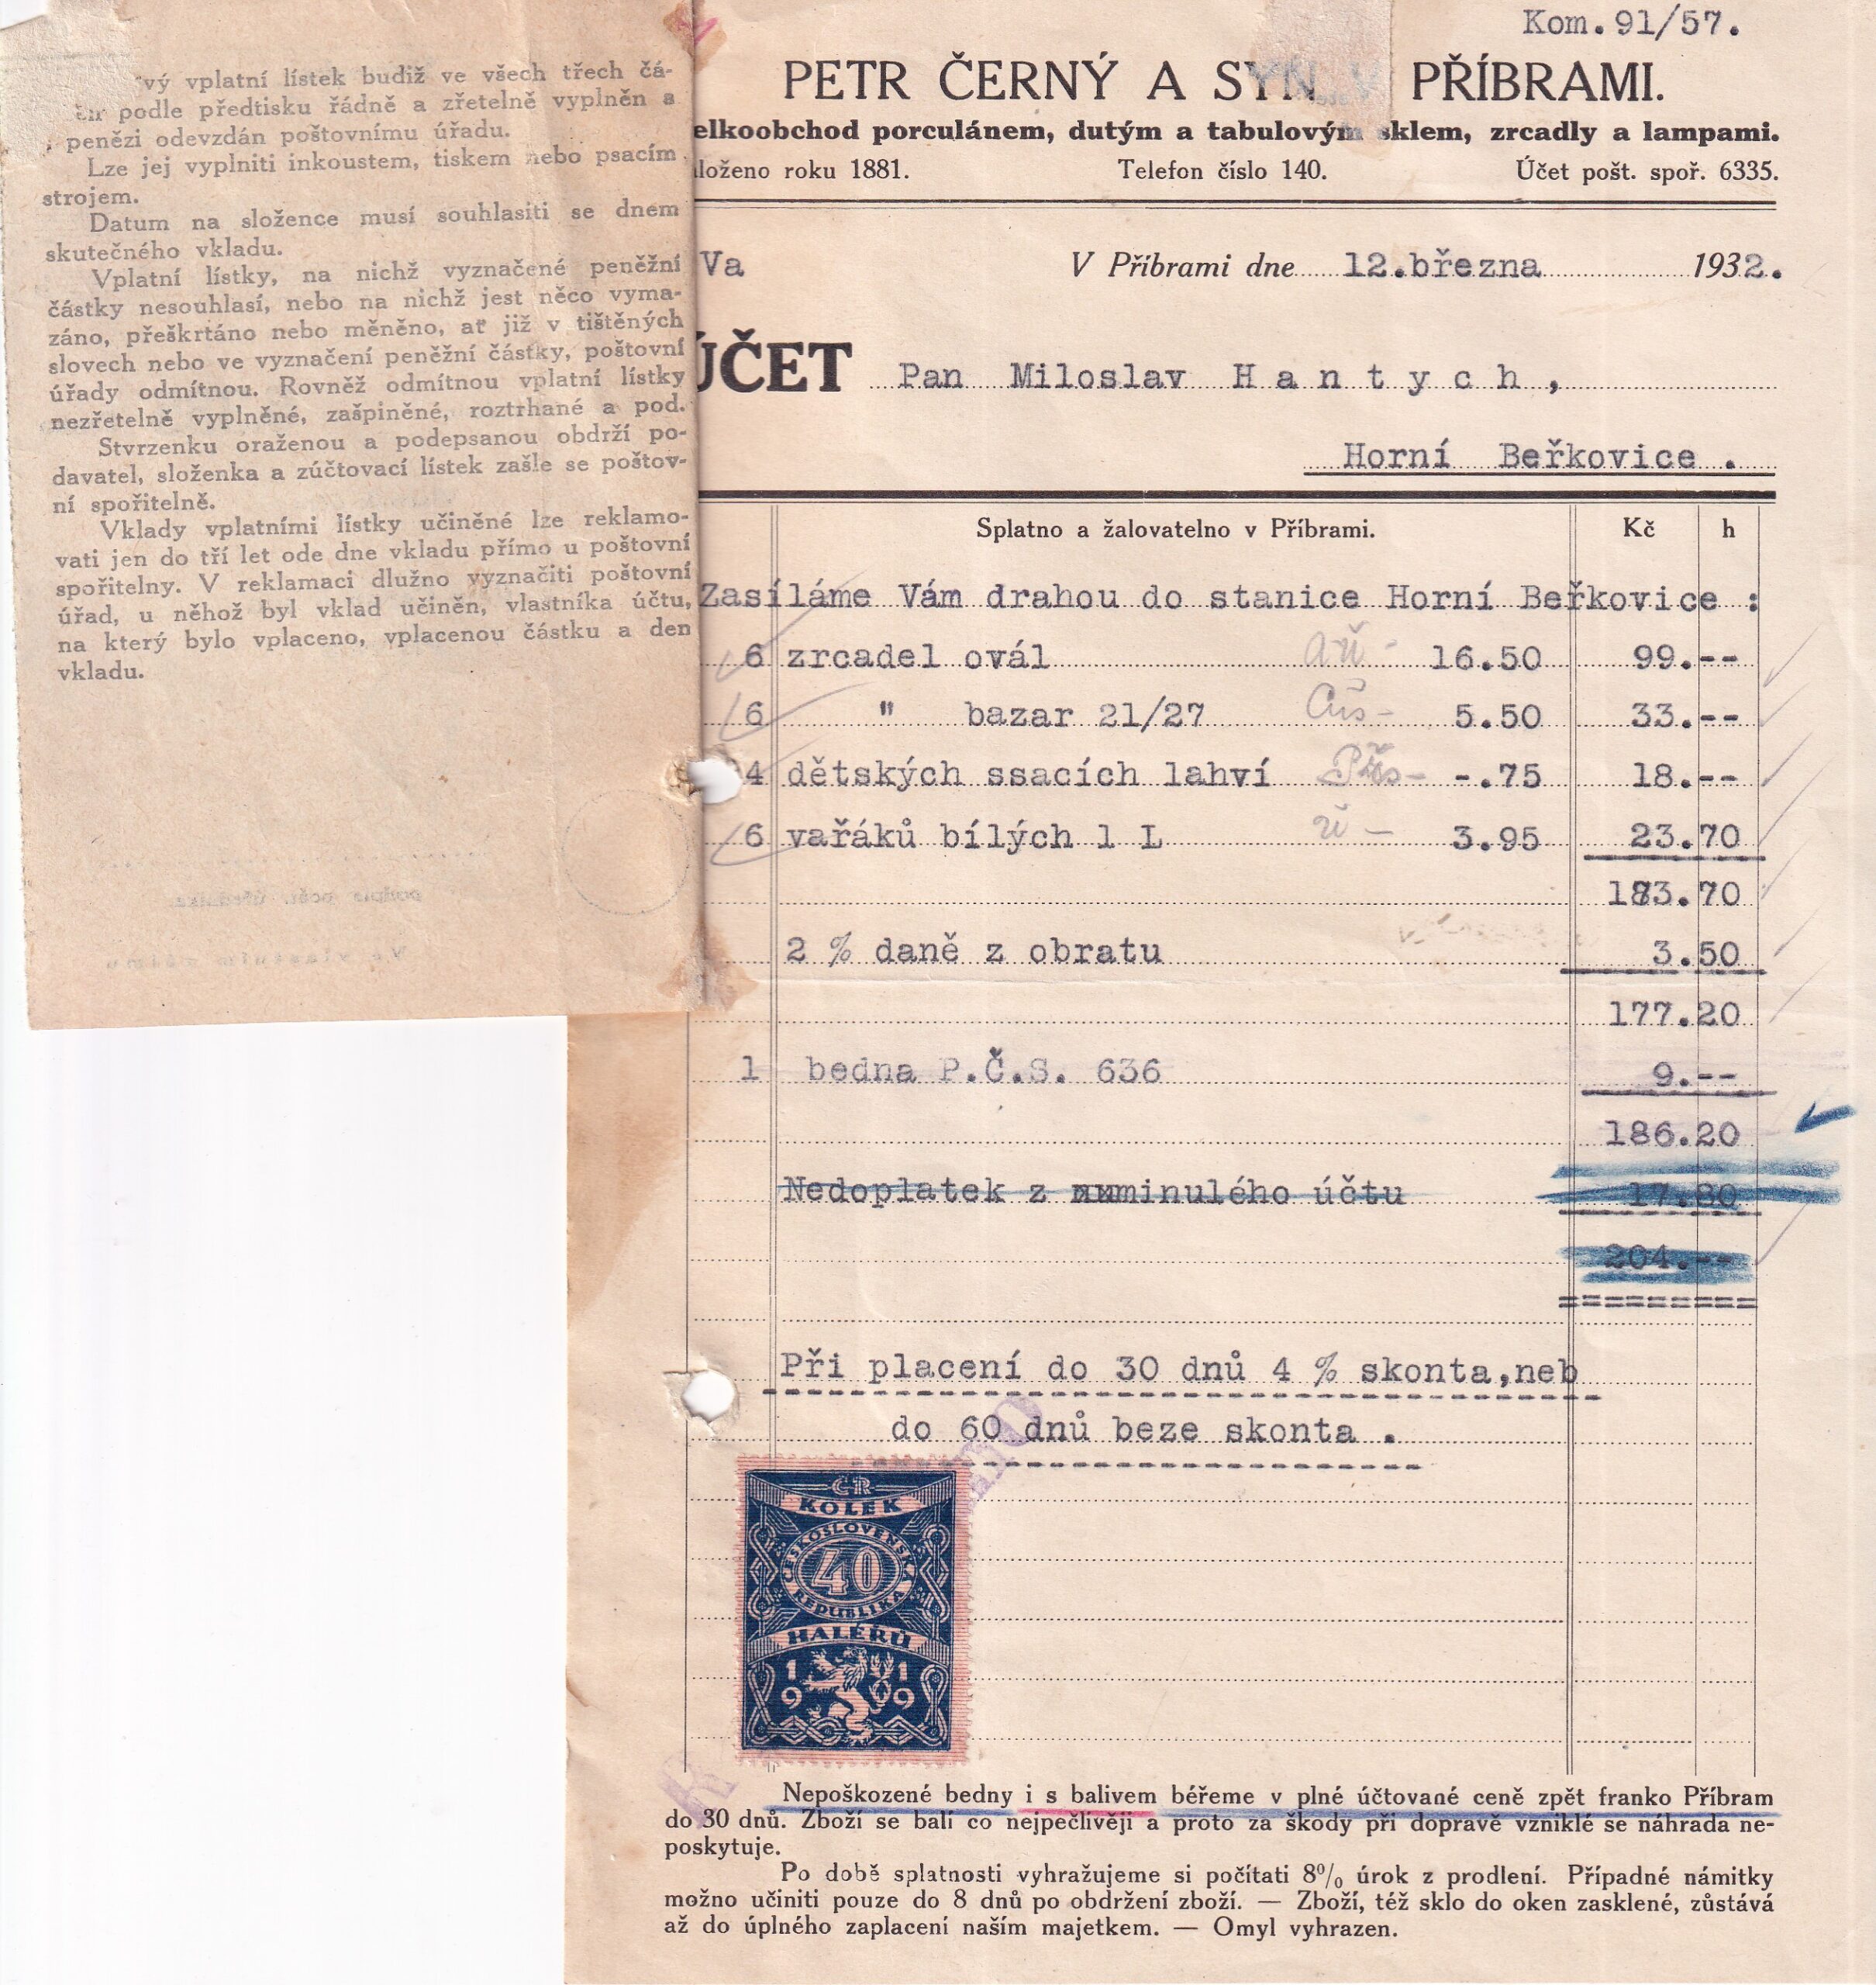 vý vplatní lístek budiž ve všech třech čá-
podle předtisku řádně a zřetelně vyplněn a
penězi odevzdán poštovnímu úřadu.
Lze jej vyplniti inkoustem, tiskem nebo psacím
strojem.
Datum na složence musí souhlasiti se dnem
skutečného vkladu.
Vplatní lístky, na nichž vyznačené peněžní
částky nesouhlasí, nebo na nichž jest něco vyma-
záno, přeškrtáno nebo měněno, ať již v tištěných
slovech nebo ve vyznačení peněžní částky, poštovní
úřady odmítnou. Rovněž odmítnou vplatní lístky
nezřetelně vyplněné, zašpiněné, roztrhané a pod.
Stvrzenku oraženou a podepsanou obdrží po-
davatel, složenka a zúčtovací lístek zašle se poštov-
ní spořitelně.
Vklady vplatními lístky učiněné lze reklamo-
vati jen do tří let ode dne vkladu přímo u poštovní
spořitelny. V reklamaci dlužno vyznačiti poštovní
úřad, u něhož byl vklad učiněn, vlastníka účtu,
na který bylo vplaceno, vplacenou částku a den
vkladu.
Kom.91/57.
PETR ČERNÝ A SYN PŘÍBRAMI.
elkoobchod porculánem, dutým a tabulovým sklem, zrcadly a lampami.
loženo roku 1881. Telefon číslo 140. Účet pošt. spoř. 6335.
Va V Příbrami dne 12.března 1932.
ÚČET Pan Miloslav Hantych,
Horní Beřkovice .
Splatno a žalovatelno v Příbrami. Kč h
Zasíláme Vám drahou do stanice Horní Beřkovice :
6 zrcadel ovál 16.50 99.--
6 " bazar 21/27 5.50 33.--
4 dětských ssacích lahví -.75 18.--
6 vařáků bílých 1 L 3.95 23.70
173.70
2 % daně z obratu 3.50
177.20
1 bedna P.Č.S. 636 9.--
186.20
Nedoplatek z minulého účtu 17.80
204.--
=========
Při placení do 30 dnů 4 % skonta,neb
do 60 dnů beze skonta .
ČR
KOLEK
ČESKOSLOVENSKÁ
40
REPUBLIKA
HALÉŘŮ
1919
Nepoškozené bedny i s balivem béřeme v plné účtované ceně zpět franko Příbram
do 30 dnů. Zboží se balí co nejpečlivěji a proto za škody při dopravě vzniklé se náhrada ne-
poskytuje.
Po době splatnosti vyhražujeme si počítati 8% úrok z prodlení. Případné námitky
možno učiniti pouze do 8 dnů po obdržení zboží. — Zboží, též sklo do oken zasklené, zůstává
až do úplného zaplacení naším majetkem. — Omyl vyhrazen.